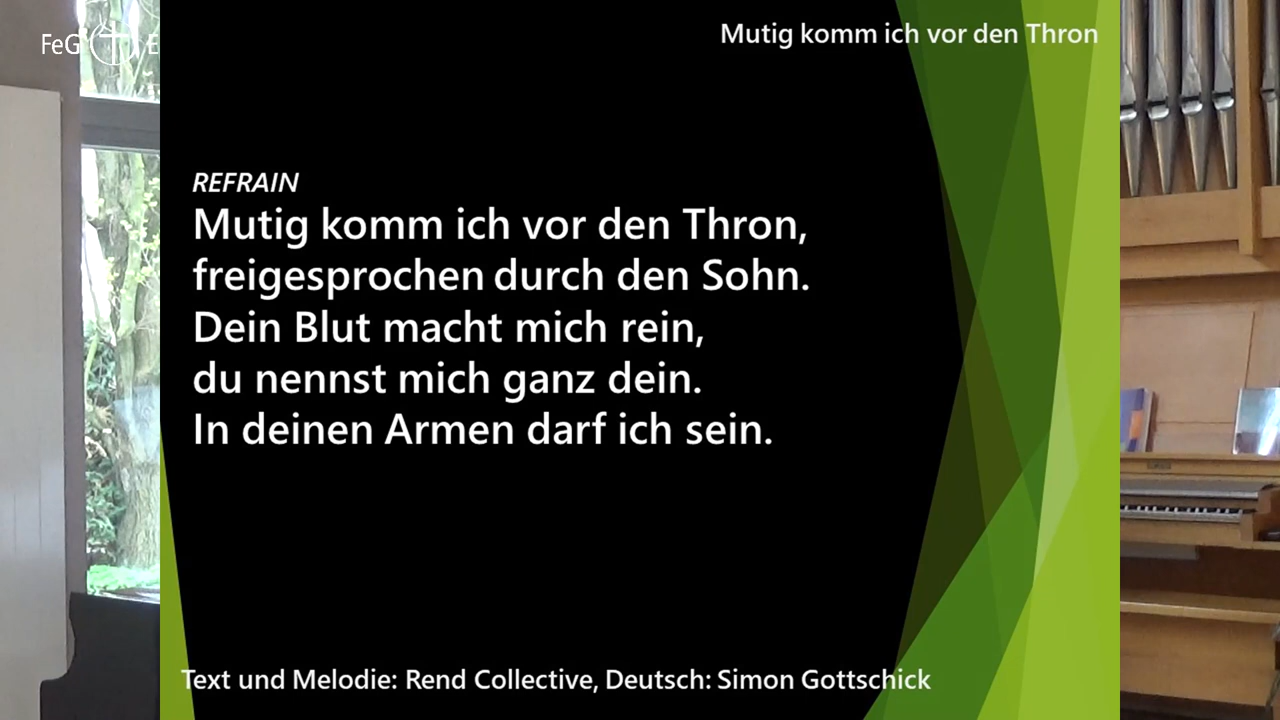 FeG E
Mutig komm ich vor den Thron
REFRAIN
Mutig komm ich vor den Thron,
freigesprochen durch den Sohn.
Dein Blut macht mich rein,
du nennst mich ganz dein.
In deinen Armen darf ich sein.
Text und Melodie: Rend Collective, Deutsch: Simon Gottschick